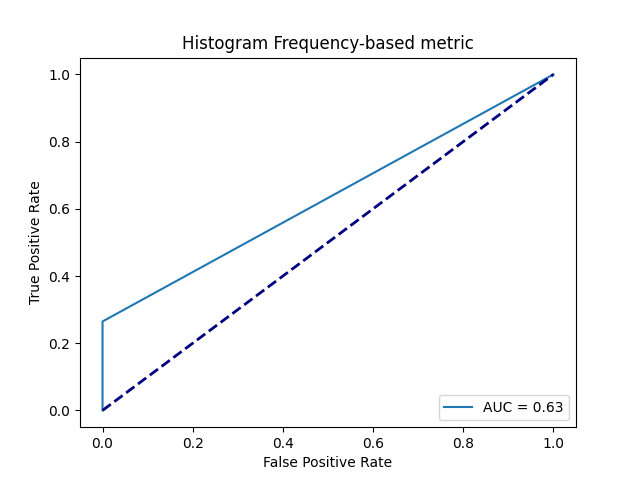 Histogram Frequency-based metric
True Positive Rate
1.0
0.8
0.6
0.4
0.2
0.0
0.0 0.2 0.4 0.6 0.8 1.0
False Positive Rate
AUC = 0.63